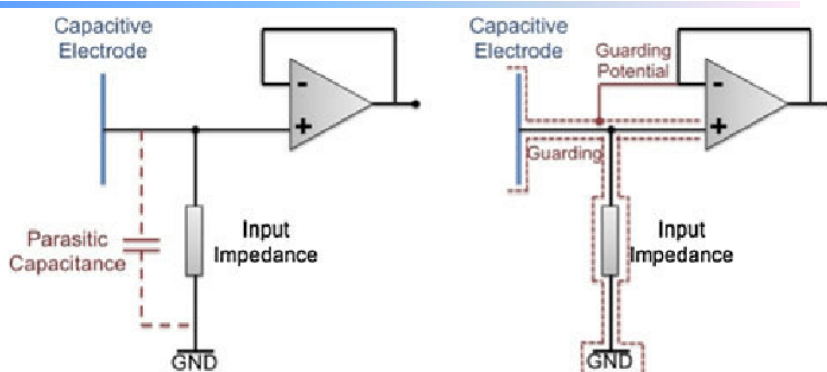 Capacitive
Electrode
-
+
Parasitic
Capacitance
Input
Impedance
GND
Capacitive
Electrode
Guarding
Potential
-
+
Guarding
Input
Impedance
GND